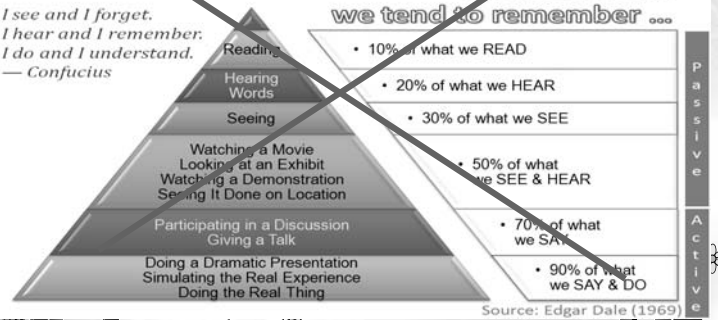 I see and I forget.
I hear and I remember.
I do and I understand.
— Confucius
we tend to remember ...
Reading
Hearing
Words
Seeing
Watching a Movie
Looking at an Exhibit
Watching a Demonstration
Seeing It Done on Location
Participating in a Discussion
Giving a Talk
Doing a Dramatic Presentation
Simulating the Real Experience
Doing the Real Thing
• 10% of what we READ
• 20% of what we HEAR
• 30% of what we SEE
• 50% of what
we SEE & HEAR
• 70% of what
we SAY
• 90% of what
we SAY & DO
Passive
Active
Source: Edgar Dale (1969)